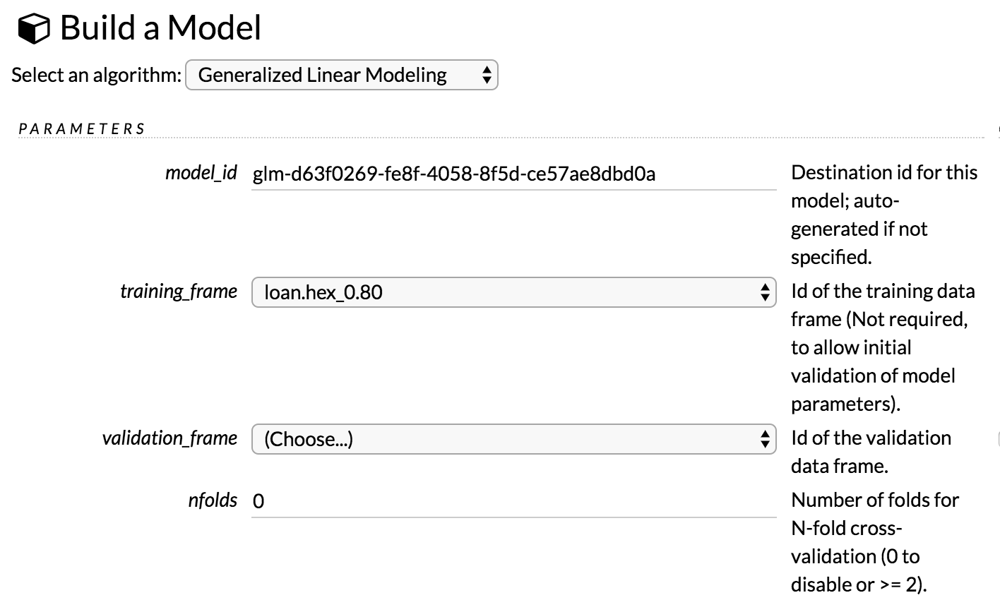 Build a Model
Select an algorithm: Generalized Linear Modeling
PARAMETERS
model_id glm-d63f0269-fe8f-4058-8f5d-ce57ae8dbd0a Destination id for this
model; auto-
generated if not
specified.
training_frame loan.hex_0.80 Id of the training data
frame (Not required,
to allow initial
validation of model
parameters).
validation_frame (Choose...) Id of the validation
data frame.
nfolds 0 Number of folds for
N-fold cross-
validation (0 to
disable or >= 2).